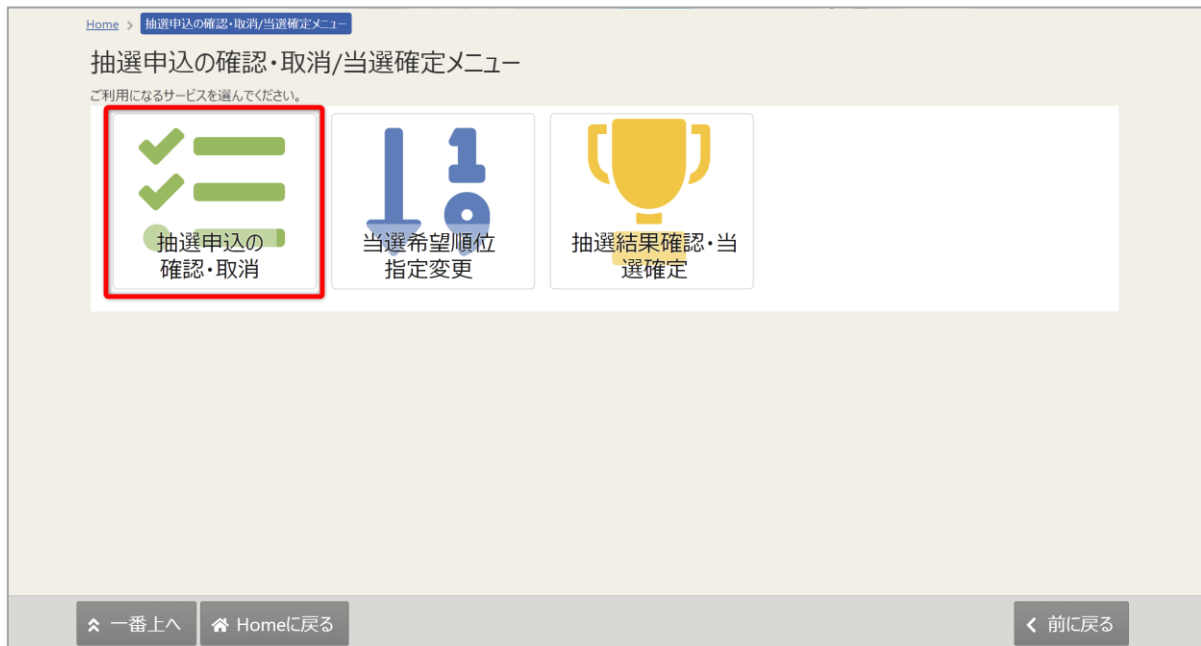 Home > 抽選申込の確認・取消/当選確定メニュー
抽選申込の確認・取消/当選確定メニュー
ご利用になるサービスを選んでください。
抽選申込の
確認・取消
当選希望順位
指定変更
抽選結果確認・当
選確定
一番上へ
Homeに戻る
前に戻る